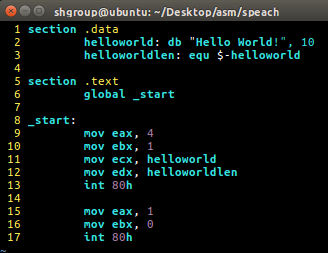 shgroup@ubuntu: ~/Desktop/asm/speach
1 section .data
2 helloworld: db "Hello World!", 10
3 helloworldlen: equ $-helloworld
4
5 section .text
6 global _start
7
8 _start:
9 mov eax, 4
10 mov ebx, 1
11 mov ecx, helloworld
12 mov edx, helloworldlen
13 int 80h
14
15 mov eax, 1
16 mov ebx, 0
17 int 80h
~